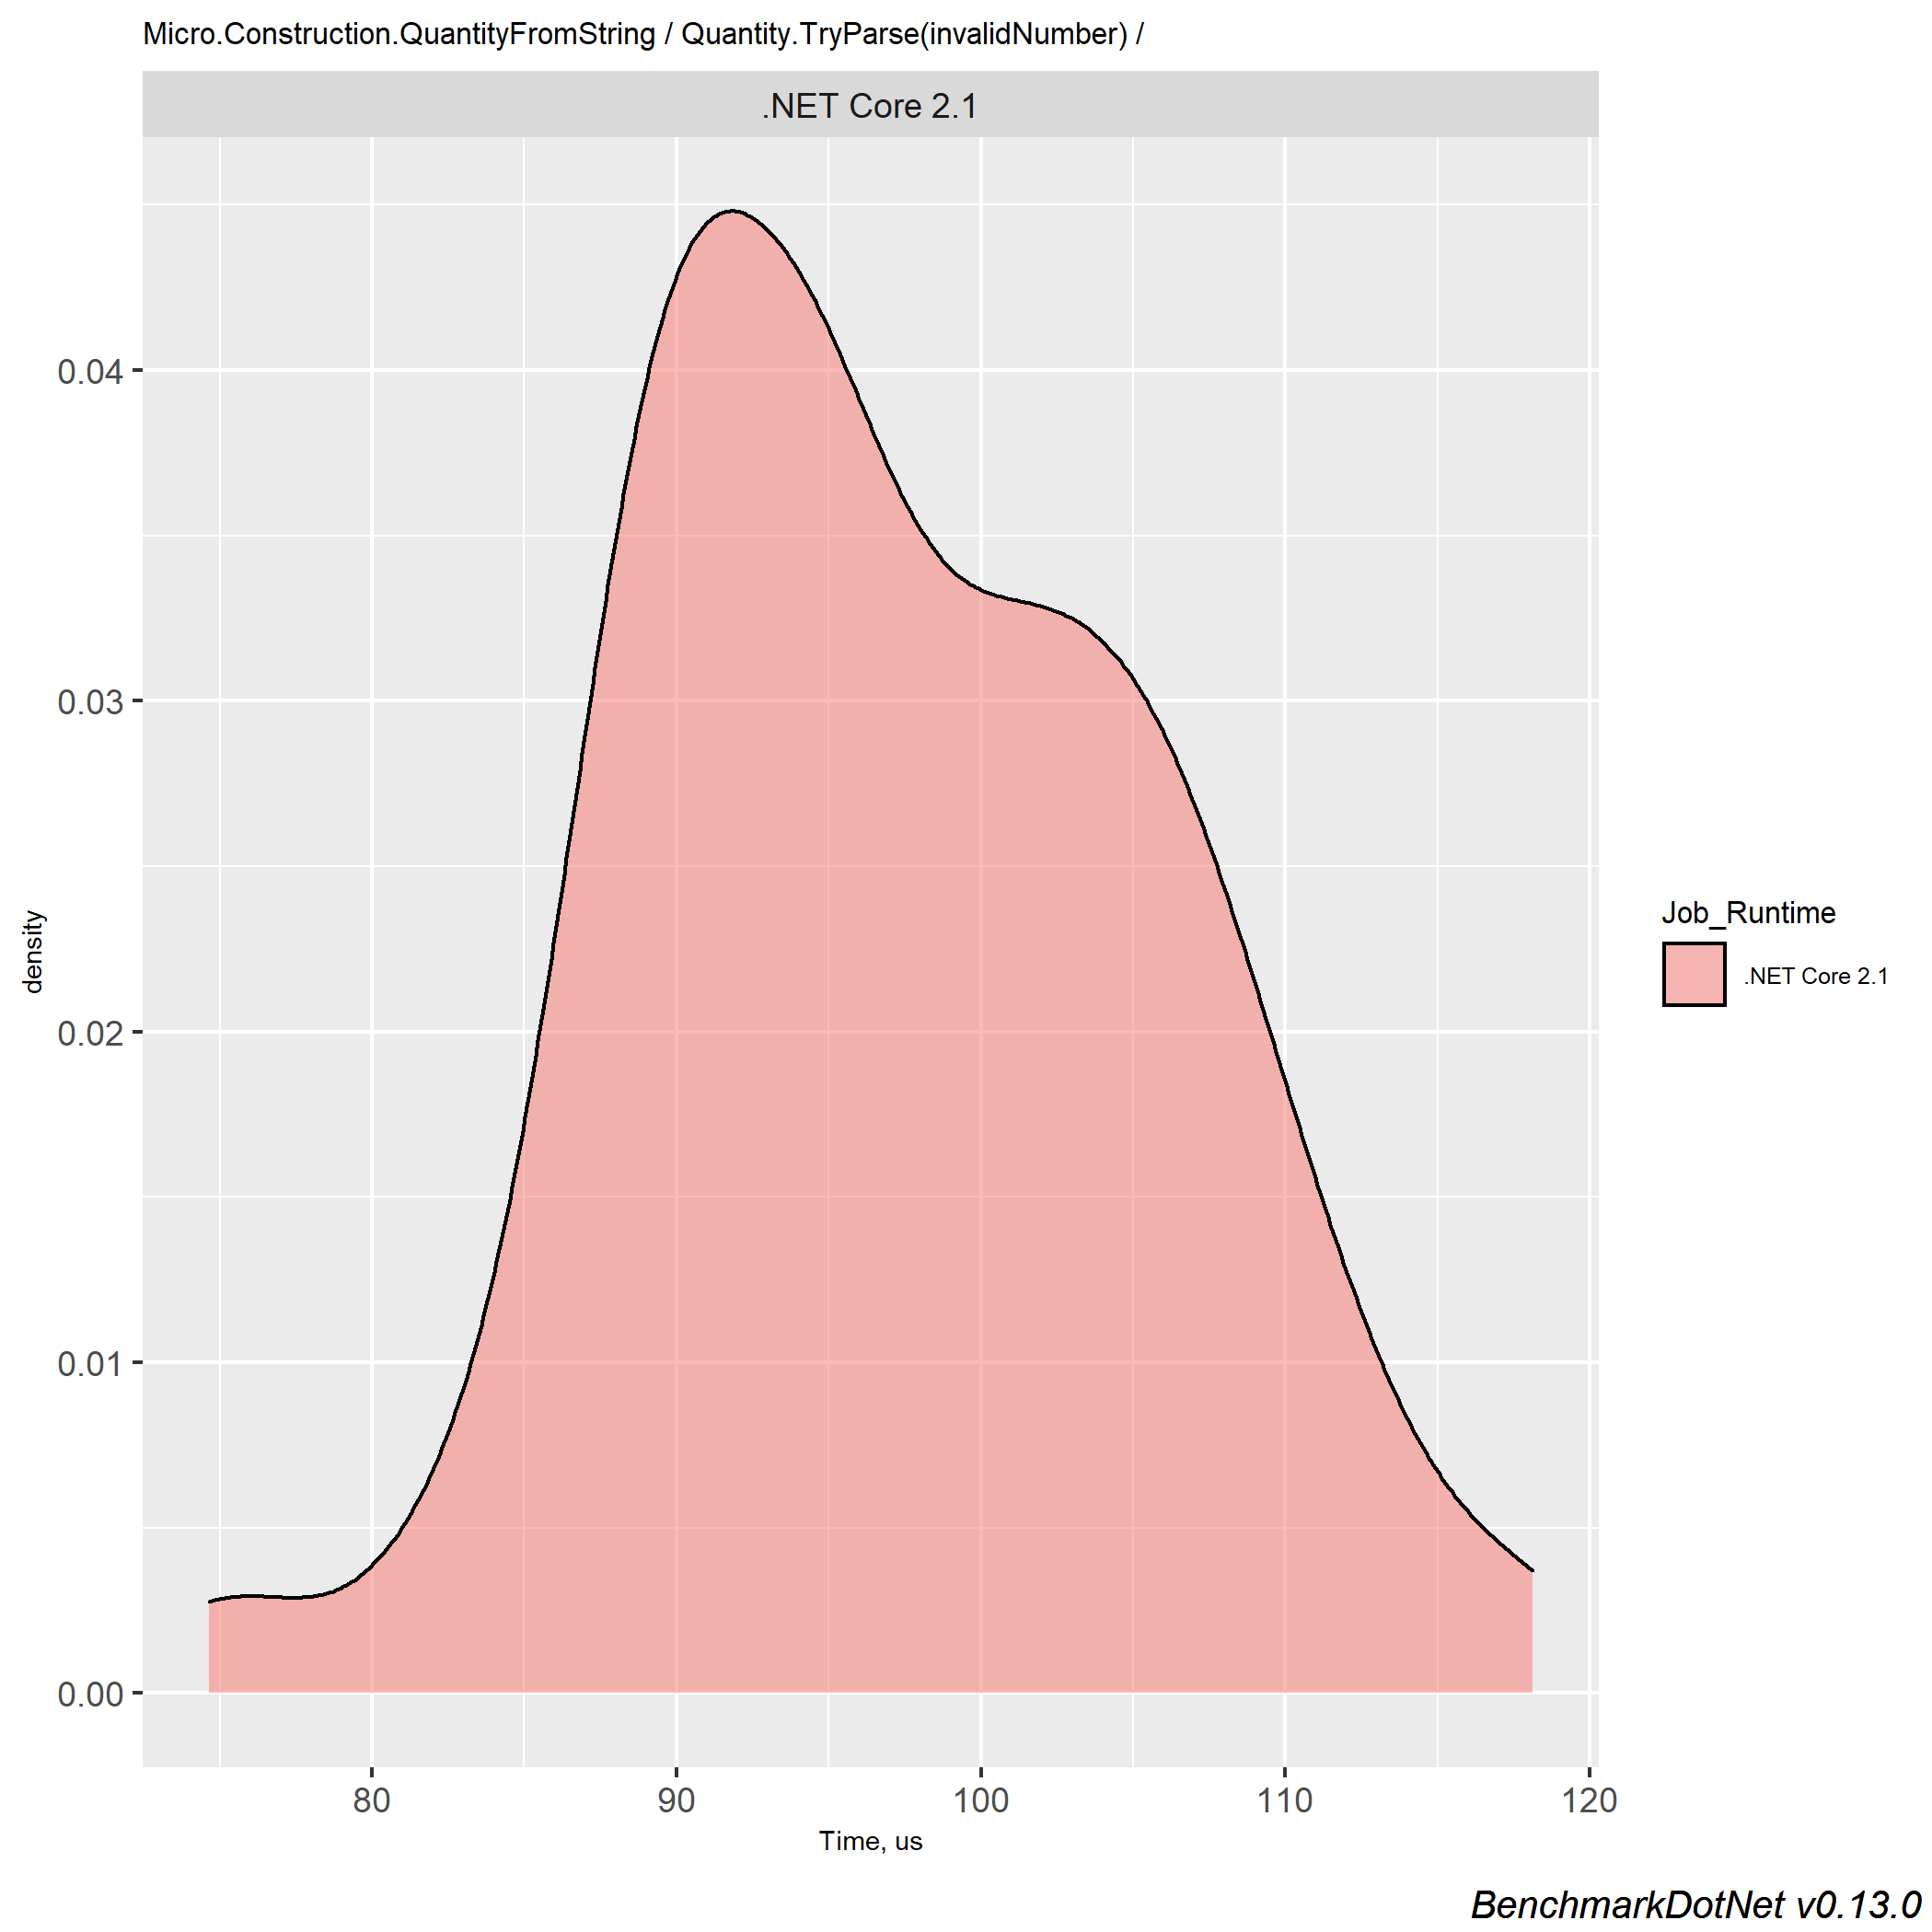 Micro.Construction.QuantityFromString / Quantity.TryParse(invalidNumber) /
.NET Core 2.1
0.04
0.03
0.02
0.01
0.00
density
80 90 100 110 120
Time, us
Job_Runtime
.NET Core 2.1
BenchmarkDotNet v0.13.0